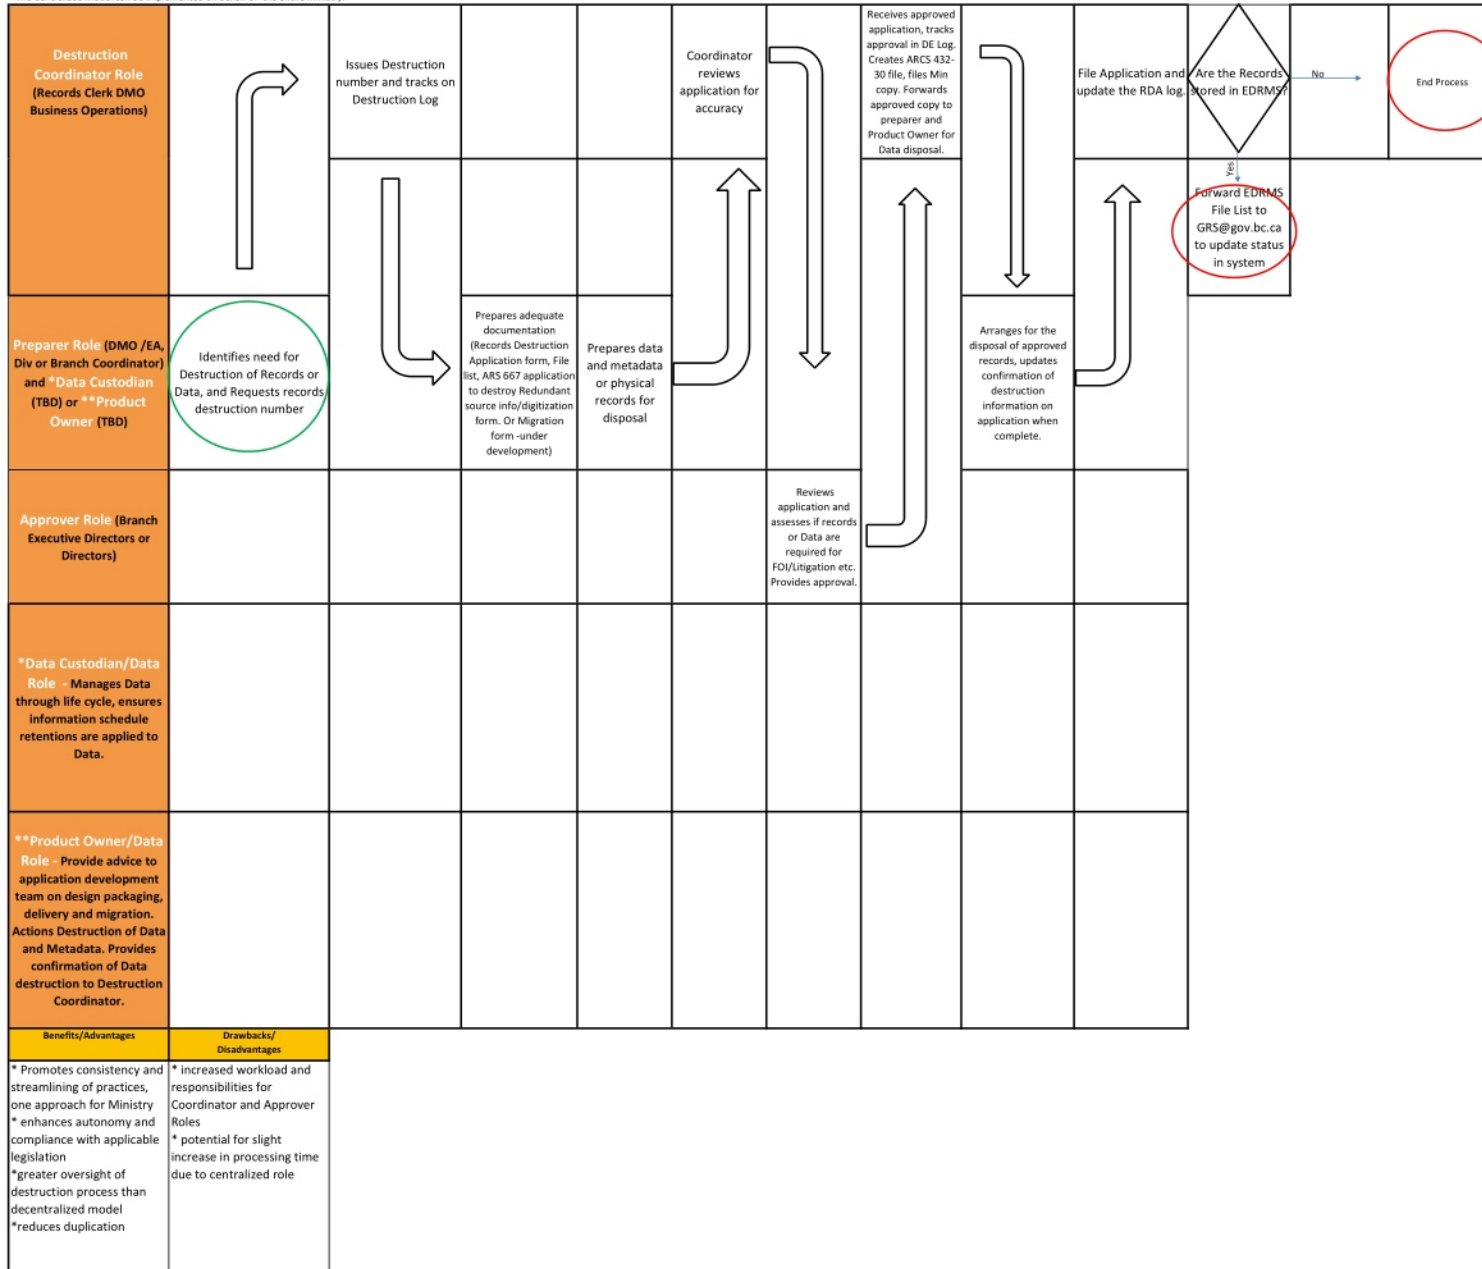 Destruction
Coordinator Role
(Records Clerk DMO
Business Operations)
Issues Destruction
number and tracks on
Destruction Log
Coordinator
reviews
application for
accuracy
Receives approved
application, tracks
approval in DE Log.
Creates ARCS 432-
30 file, files Min
copy. Forwards
approved copy to
preparer and
Product Owner for
Data disposal.
File Application and
update the RDA log.
Are the Records
stored in EDRMS?
No
End Process
Yes
Forward EDRMS
File List to
GRS@gov.bc.ca
to update status
in system
Preparer Role (DMO /EA,
Div or Branch Coordinator)
and *Data Custodian
(TBD) or **Product
Owner (TBD)
Identifies need for
Destruction of Records or
Data, and Requests records
destruction number
Prepares adequate
documentation
(Records Destruction
Application form, File
list, ARS 667 application
to destroy Redundant
source info/digitization
form. Or Migration
form -under
development)
Prepares data
and metadata
or physical
records for
disposal
Arranges for the
disposal of approved
records, updates
confirmation of
destruction
information on
application when
complete.
Approver Role (Branch
Executive Directors or
Directors)
Reviews
application and
assesses if records
or Data are
required for
FOI/Litigation etc.
Provides approval.
*Data Custodian/Data
Role - Manages Data
through life cycle, ensures
information schedule
retentions are applied to
Data.
**Product Owner/Data
Role - Provide advice to
application development
team on design packaging,
delivery and migration.
Actions Destruction of Data
and Metadata. Provides
confirmation of Data
destruction to Destruction
Coordinator.
Benefits/Advantages
Drawbacks/
Disadvantages
* Promotes consistency and
streamlining of practices,
one approach for Ministry
* enhances autonomy and
compliance with applicable
legislation
*greater oversight of
destruction process than
decentralized model
*reduces duplication
* increased workload and
responsibilities for
Coordinator and Approver
Roles
* potential for slight
increase in processing time
due to centralized role